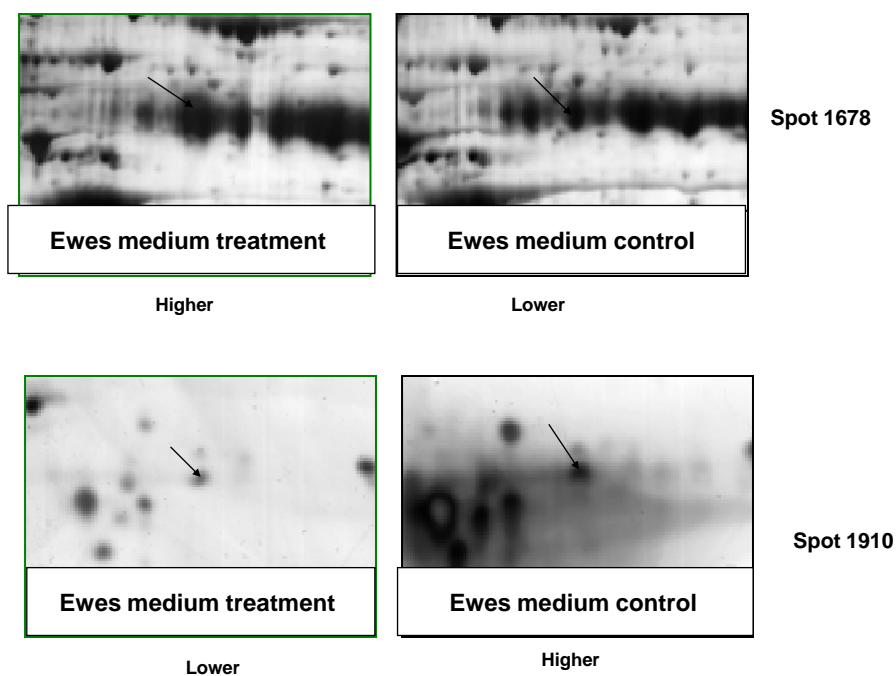 Spot 1678
Ewes medium treatment
Ewes medium control
Higher
Lower
Spot 1910
Ewes medium treatment
Ewes medium control
Lower
Higher